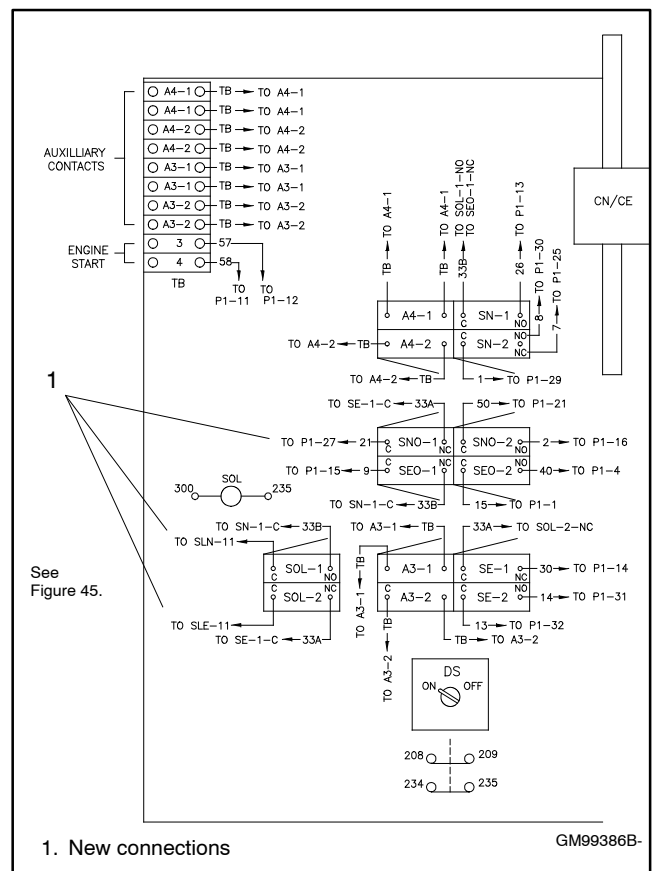 A4-1 TB TO A4-1
A4-1 TB TO A4-1
A4-2 TB TO A4-2
A4-2 TB TO A4-2
A3-1 TB TO A3-1
A3-1 TB TO A3-1
A3-2 TB TO A3-2
A3-2 TB TO A3-2
3 57
4 58
TB
AUXILLIARY
CONTACTS
ENGINE
START
TO
P1-11
TO
P1-12
TB TO A4-1
TB TO A4-1
33B TO SOL-1-NO
TO SEO-1-NC
26 TO P1-13
8 TO P1-30
7 TO P1-25
CN/CE
A4-1 C SN-1 NO
TO A4-2 TB A4-2 C SN-2 NO NC
TO A4-2 TB 1 TO P1-29
1
TO SE-1-C 33A 50 TO P1-21
TO P1-27 21 C SNO-1 NC C SNO-2 NO 2 TO P1-16
TO P1-15 9 C SEO-1 NC C SEO-2 NO 40 TO P1-4
TO SN-1-C 33B 15 TO P1-1
300 SOL 235
TO SN-1-C 33B
TO SLN-11
C SOL-1 NO
C SOL-2 NO
TO SLE-11
TO SE-1-C 33A
See
Figure 45.
TO A3-1 TB 33A TO SOL-2-NC
TB TO A3-1
A3-1 C SE-1 NO 30 TO P1-14
A3-2 C SE-2 NO 14 TO P1-31
13 TO P1-32
TB TO A3-2
TB TO A3-2
DS
ON OFF
208 209
234 235
1. New connections
GM99386B-